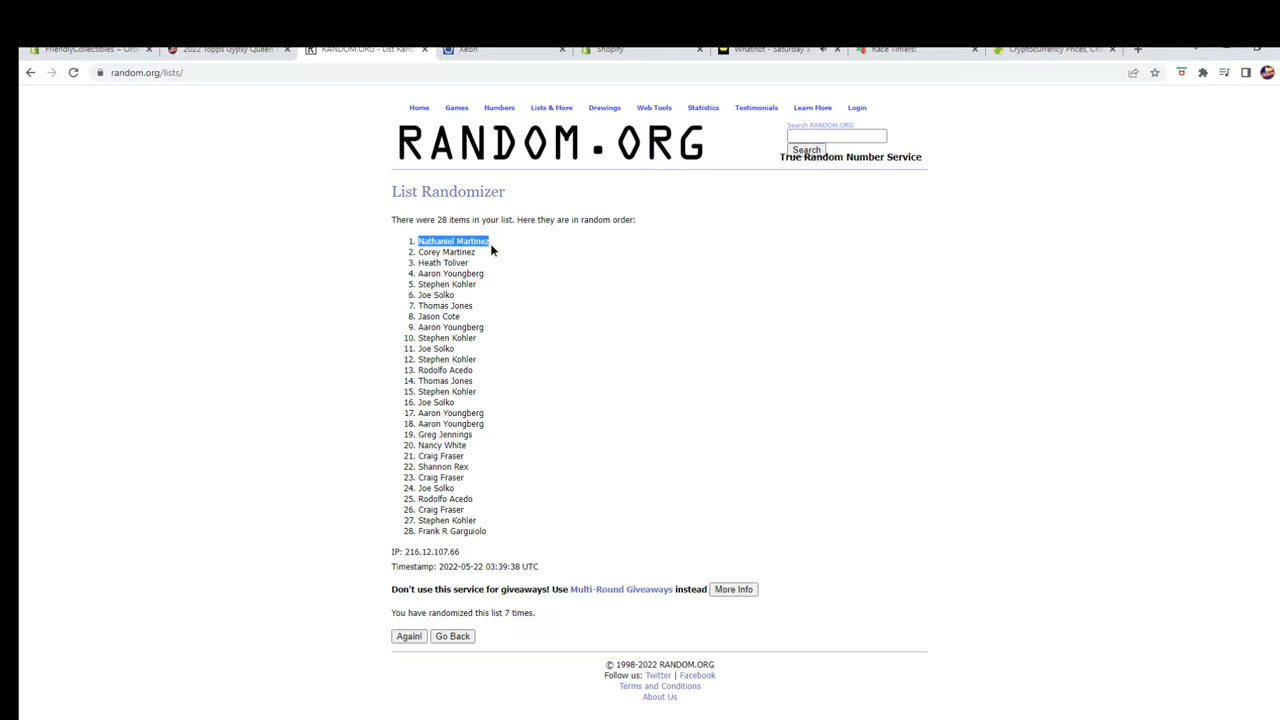 FriendlyCollectibles ~ Ord
2022 Topps Gypsy Queen
RANDOM.ORG - List Ran
Xeon
Shopify
Whatnot - Saturday
Race Timers!
Cryptocurrency Prices, Cha
random.org/lists/
Home Games Numbers Lists & More Drawings Web Tools Statistics Testimonials Learn More Login
RANDOM.ORG
Search RANDOM.ORG
Search
True Random Number Service
List Randomizer
There were 28 items in your list. Here they are in random order:
1. Nathaniel Martinez
2. Corey Martinez
3. Heath Toliver
4. Aaron Youngberg
5. Stephen Kohler
6. Joe Solko
7. Thomas Jones
8. Jason Cote
9. Aaron Youngberg
10. Stephen Kohler
11. Joe Solko
12. Stephen Kohler
13. Rodolfo Acedo
14. Thomas Jones
15. Stephen Kohler
16. Joe Solko
17. Aaron Youngberg
18. Aaron Youngberg
19. Greg Jennings
20. Nancy White
21. Craig Fraser
22. Shannon Rex
23. Craig Fraser
24. Joe Solko
25. Rodolfo Acedo
26. Craig Fraser
27. Stephen Kohler
28. Frank R Garguiolo
IP: 216.12.107.66
Timestamp: 2022-05-22 03:39:38 UTC
Don't use this service for giveaways! Use Multi-Round Giveaways instead More Info
You have randomized this list 7 times.
Again! Go Back
© 1998-2022 RANDOM.ORG
Follow us: Twitter | Facebook
Terms and Conditions
About Us